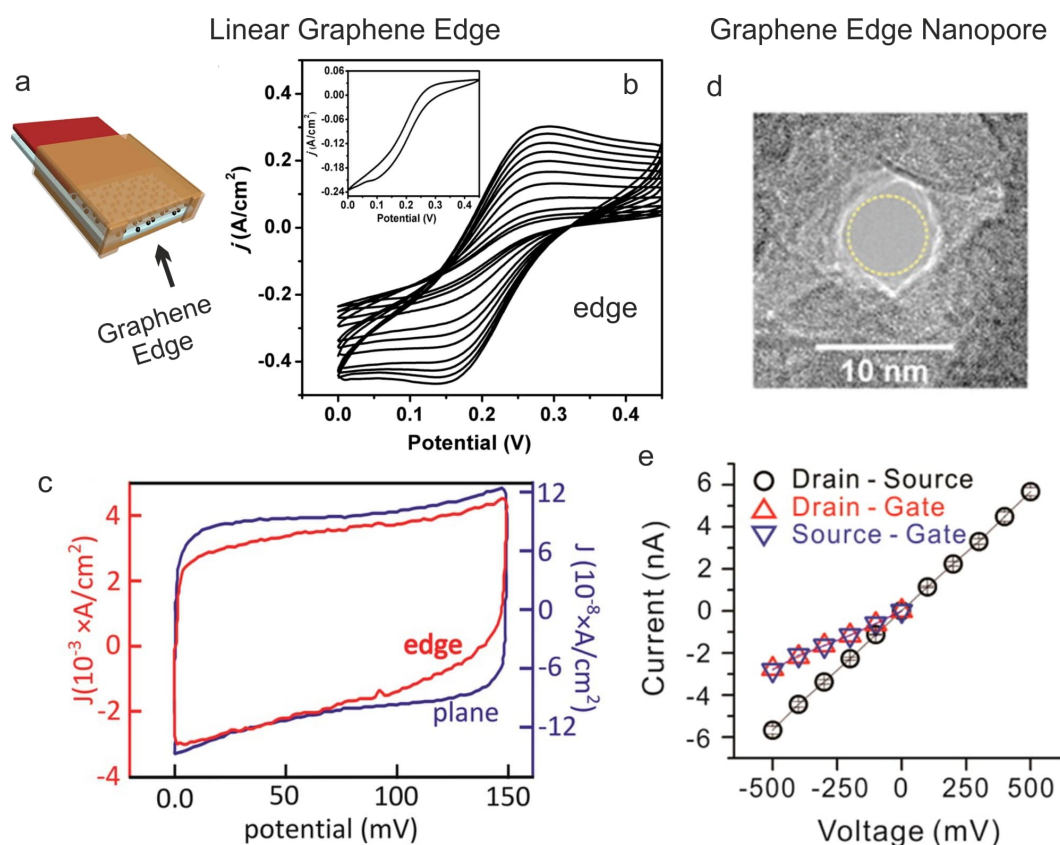 Linear Graphene Edge
Graphene Edge Nanopore
a
Graphene
Edge
b
0.4
0.2
0.0
-0.2
-0.4
j (A/cm²)
0.0
0.1
0.2
0.3
0.4
Potential (V)
edge
0.06
0.00
-0.06
-0.12
-0.18
-0.24
j (A/cm²)
0.0
0.2
0.4
Potential (V)
c
4
2
0
-2
-4
J(10⁻³ ×A/cm²)
12
6
0
-6
-12
J (10⁻⁸×A/cm²)
edge
plane
0.0
50
100
150
potential (mV)
d
10 nm
e
Drain - Source
Drain - Gate
Source - Gate
6
4
2
0
-2
-4
-6
Current (nA)
-500
-250
0
250
500
Voltage (mV)